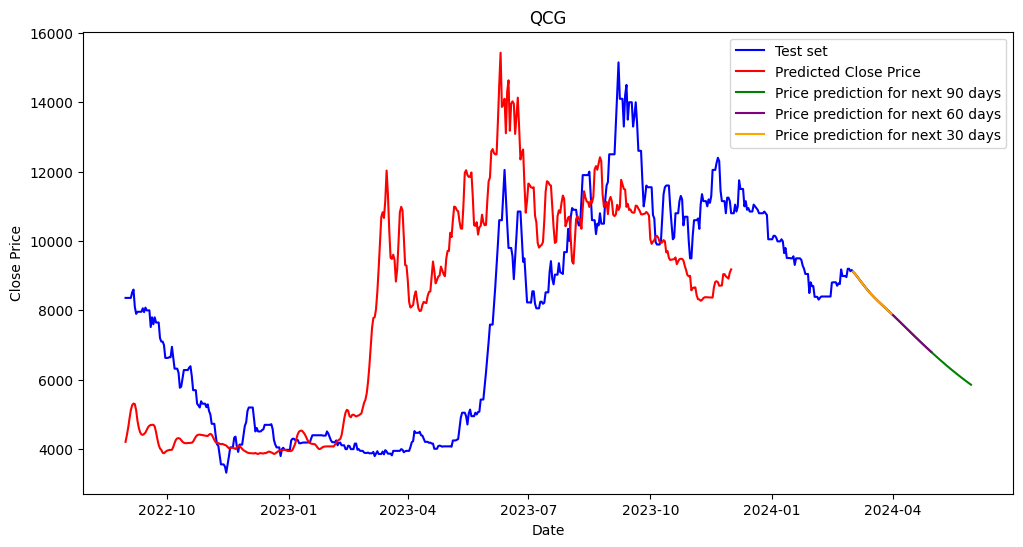 QCG
16000
14000
12000
10000
8000
6000
4000
Close Price
Test set
Predicted Close Price
Price prediction for next 90 days
Price prediction for next 60 days
Price prediction for next 30 days
2022-10
2023-01
2023-04
2023-07
2023-10
2024-01
2024-04
Date